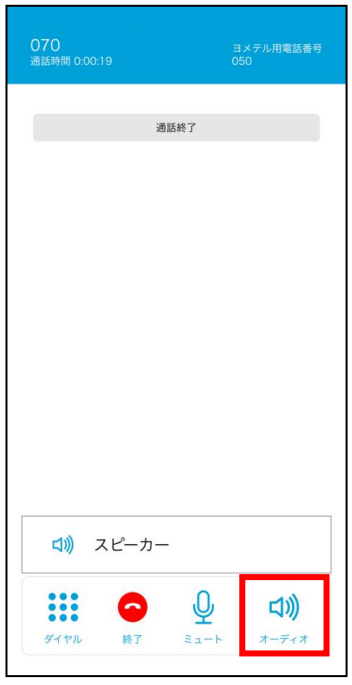 070
通話時間 0:00:19
ヨメテル用電話番号
050
通話終了
スピーカー
ダイヤル
終了
ミュート
オーディオ